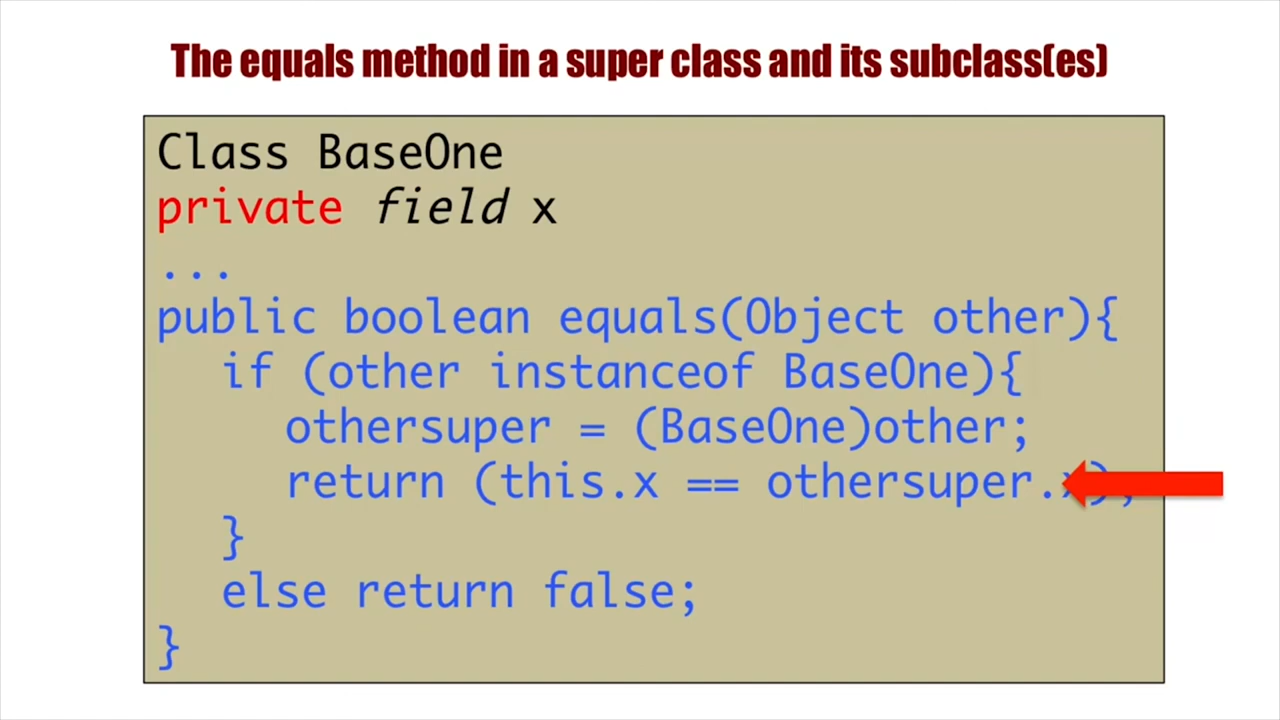 The equals method in a super class and its subclass(es)
Class BaseOne
private field x
...
public boolean equals(Object other){
if (other instanceof BaseOne){
othersuper = (BaseOne)other;
return (this.x == othersuper.x);
}
else return false;
}